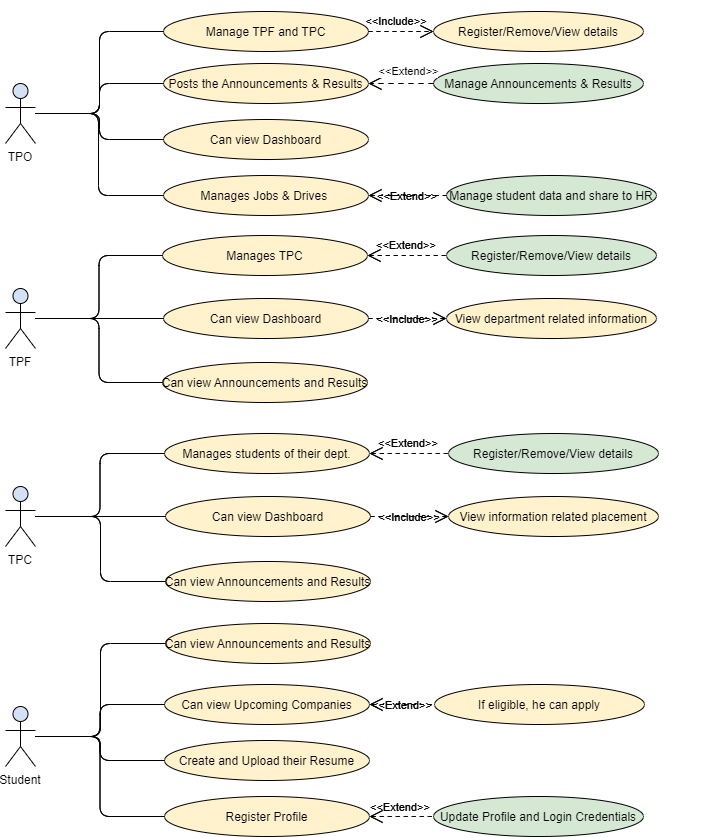 <<Include>>
Manage TPF and TPC
Register/Remove/View details
<<Extend>>
Posts the Announcements & Results
Manage Announcements & Results
TPO
Can view Dashboard
Manages Jobs & Drives
<<Extend>>
Manage student data and share to HR
<<Extend>>
Manages TPC
Register/Remove/View details
TPF
Can view Dashboard
<<Include>>
View department related information
Can view Announcements and Results
<<Extend>>
Manages students of their dept.
Register/Remove/View details
TPC
Can view Dashboard
<<Include>>
View information related placement
Can view Announcements and Results
Can view Announcements and Results
Can view Upcoming Companies
<<Extend>>
If eligible, he can apply
Student
Create and Upload their Resume
<<Extend>>
Register Profile
Update Profile and Login Credentials